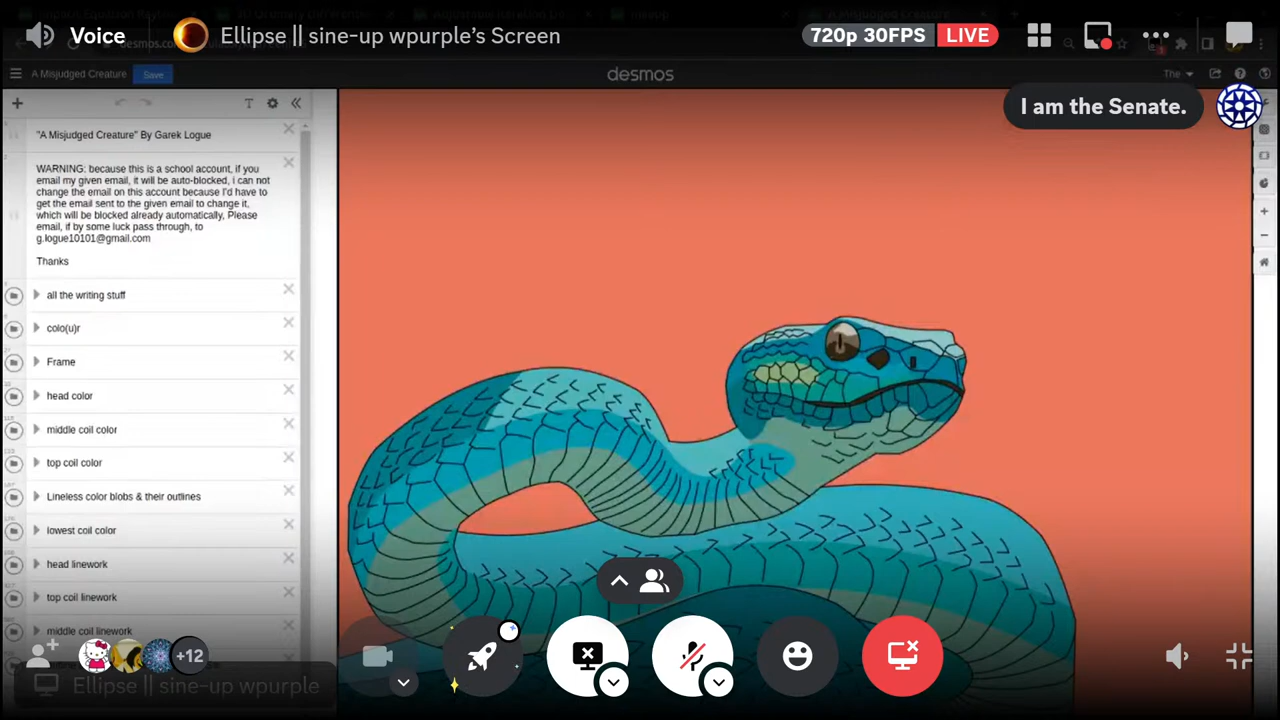 Voice
Ellipse || sine-up wpurple's Screen
720p 30FPS
LIVE
A Misjudged Creature
Save
desmos
The
I am the Senate.
"A Misjudged Creature" By Garek Logue
WARNING: because this is a school account, if you
email my given email, it will be auto-blocked, i can not
change the email on this account because I'd have to
get the email sent to the given email to change it,
which will be blocked already automatically, Please
email, if by some luck pass through, to
g.logue10101@gmail.com
Thanks
all the writing stuff
colo(u)r
Frame
head color
middle coil color
top coil color
Lineless color blobs & their outlines
lowest coil color
head linework
top coil linework
middle coil linework
+12
Ellipse || sine-up wpurple